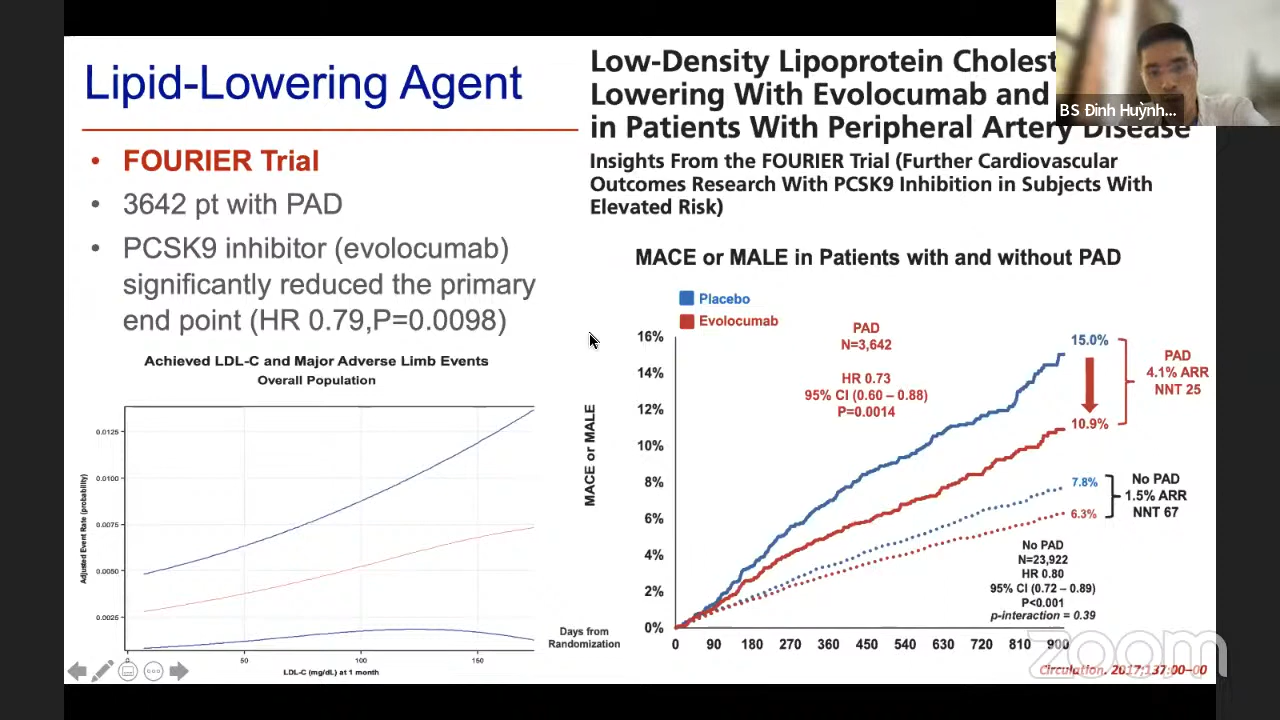 Lipid-Lowering Agent
• FOURIER Trial
• 3642 pt with PAD
• PCSK9 inhibitor (evolocumab)
significantly reduced the primary
end point (HR 0.79,P=0.0098)
Achieved LDL-C and Major Adverse Limb Events
Overall Population
Adjusted Event Rate (probability)
0.0125
0.0100
0.0075
0.0050
0.0025
0
50
100
150
LDL-C (mg/dL) at 1 month
Low-Density Lipoprotein Cholest
Lowering With Evolocumab and
in Patients With Peripheral Artery Disease
Insights From the FOURIER Trial (Further Cardiovascular
Outcomes Research With PCSK9 Inhibition in Subjects With
Elevated Risk)
BS Đinh Huỳnh...
MACE or MALE in Patients with and without PAD
Placebo
Evolocumab
PAD
N=3,642
HR 0.73
95% CI (0.60 – 0.88)
P=0.0014
MACE or MALE
16%
14%
12%
10%
8%
6%
4%
2%
0%
15.0%
10.9%
PAD
4.1% ARR
NNT 25
7.8%
6.3%
No PAD
1.5% ARR
NNT 67
No PAD
N=23,922
HR 0.80
95% CI (0.72 – 0.89)
P<0.001
p-interaction = 0.39
Days from
Randomization
0 90 180 270 360 450 540 630 720 810 900
zoom
Circulation. 2017;137:00–00